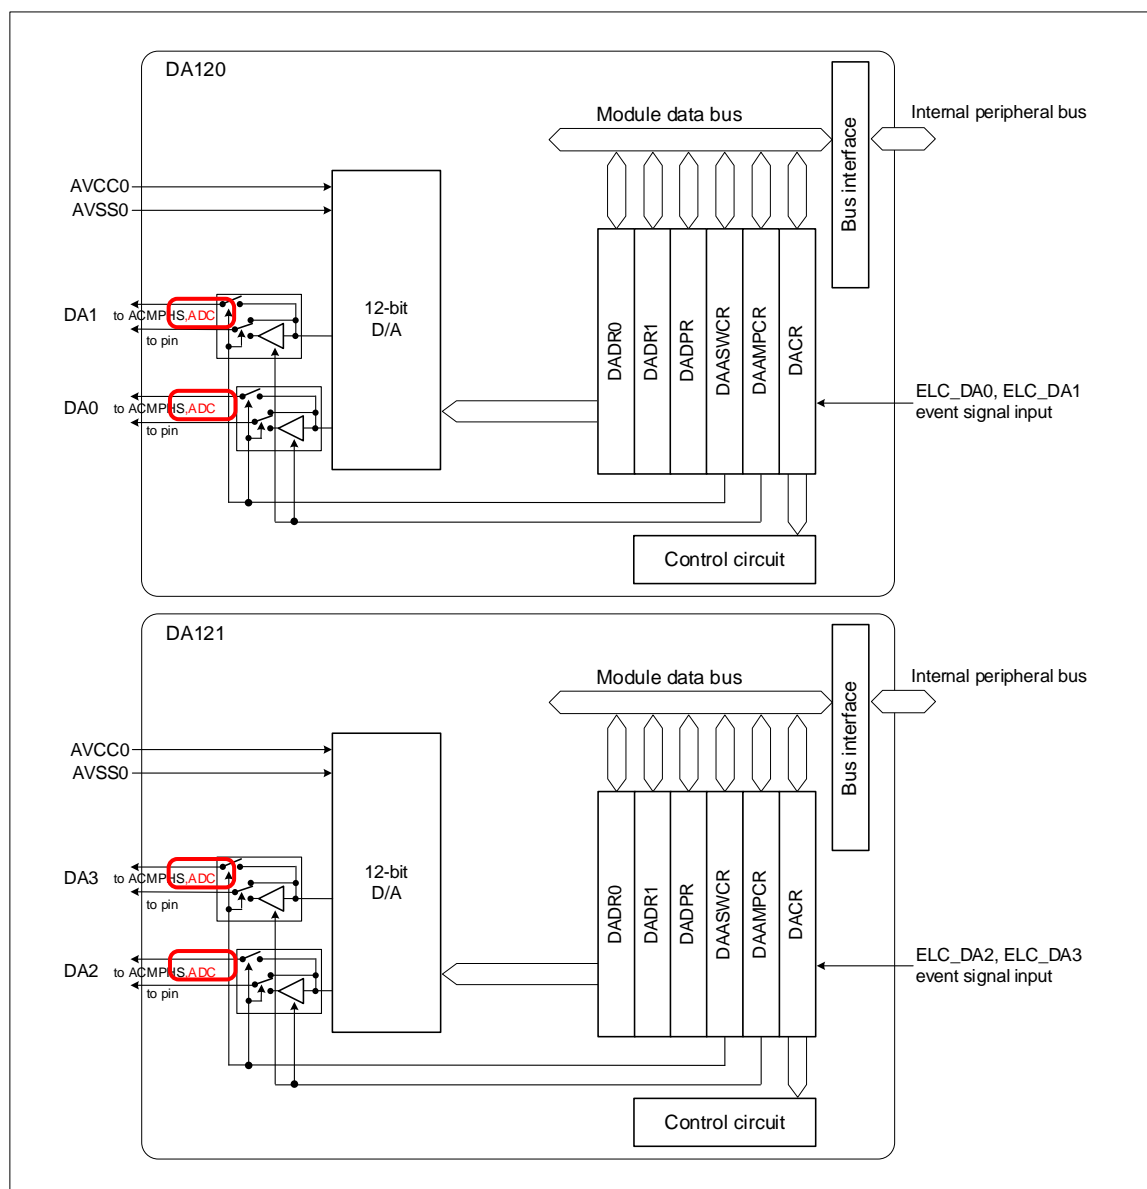 DA120
Module data bus
Bus interface
Internal peripheral bus
AVCC0
AVSS0
12-bit
D/A
DA1
to ACMPHS,ADC
to pin
DA0
to ACMPHS,ADC
to pin
DADR0
DADR1
DADPR
DAASWCR
DAAMPCR
DACR
ELC_DA0, ELC_DA1
event signal input
Control circuit
DA121
Module data bus
Bus interface
Internal peripheral bus
AVCC0
AVSS0
12-bit
D/A
DA3
to ACMPHS,ADC
to pin
DA2
to ACMPHS,ADC
to pin
DADR0
DADR1
DADPR
DAASWCR
DAAMPCR
DACR
ELC_DA2, ELC_DA3
event signal input
Control circuit